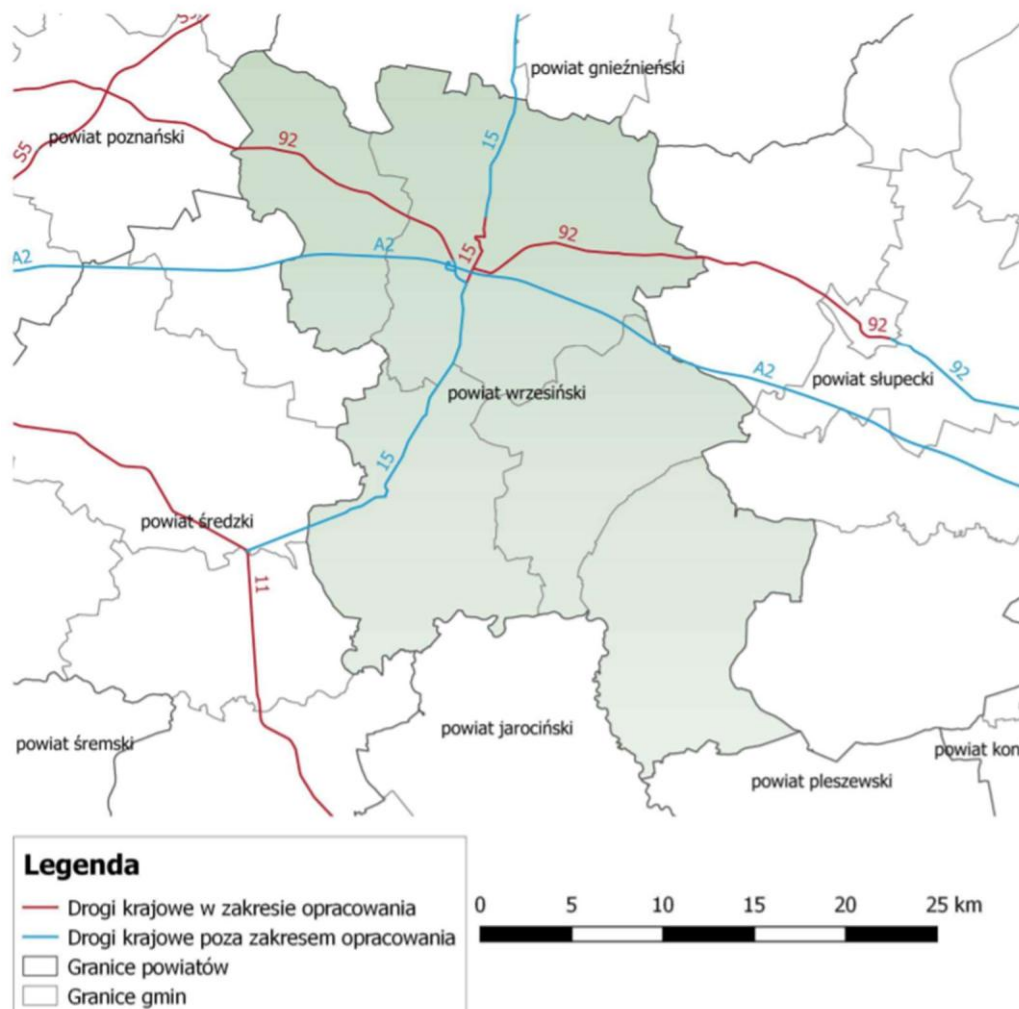 S5
powiat gnieźnieński
15
powiat poznański
92
S5
A2
A2
15
92
92
92
A2
powiat słupecki
powiat wrzesiński
15
powiat średzki
11
powiat śremski
powiat jarociński
powiat kon
powiat pleszewski
Legenda
Drogi krajowe w zakresie opracowania
Drogi krajowe poza zakresem opracowania
Granice powiatów
Granice gmin
0 5 10 15 20 25 km